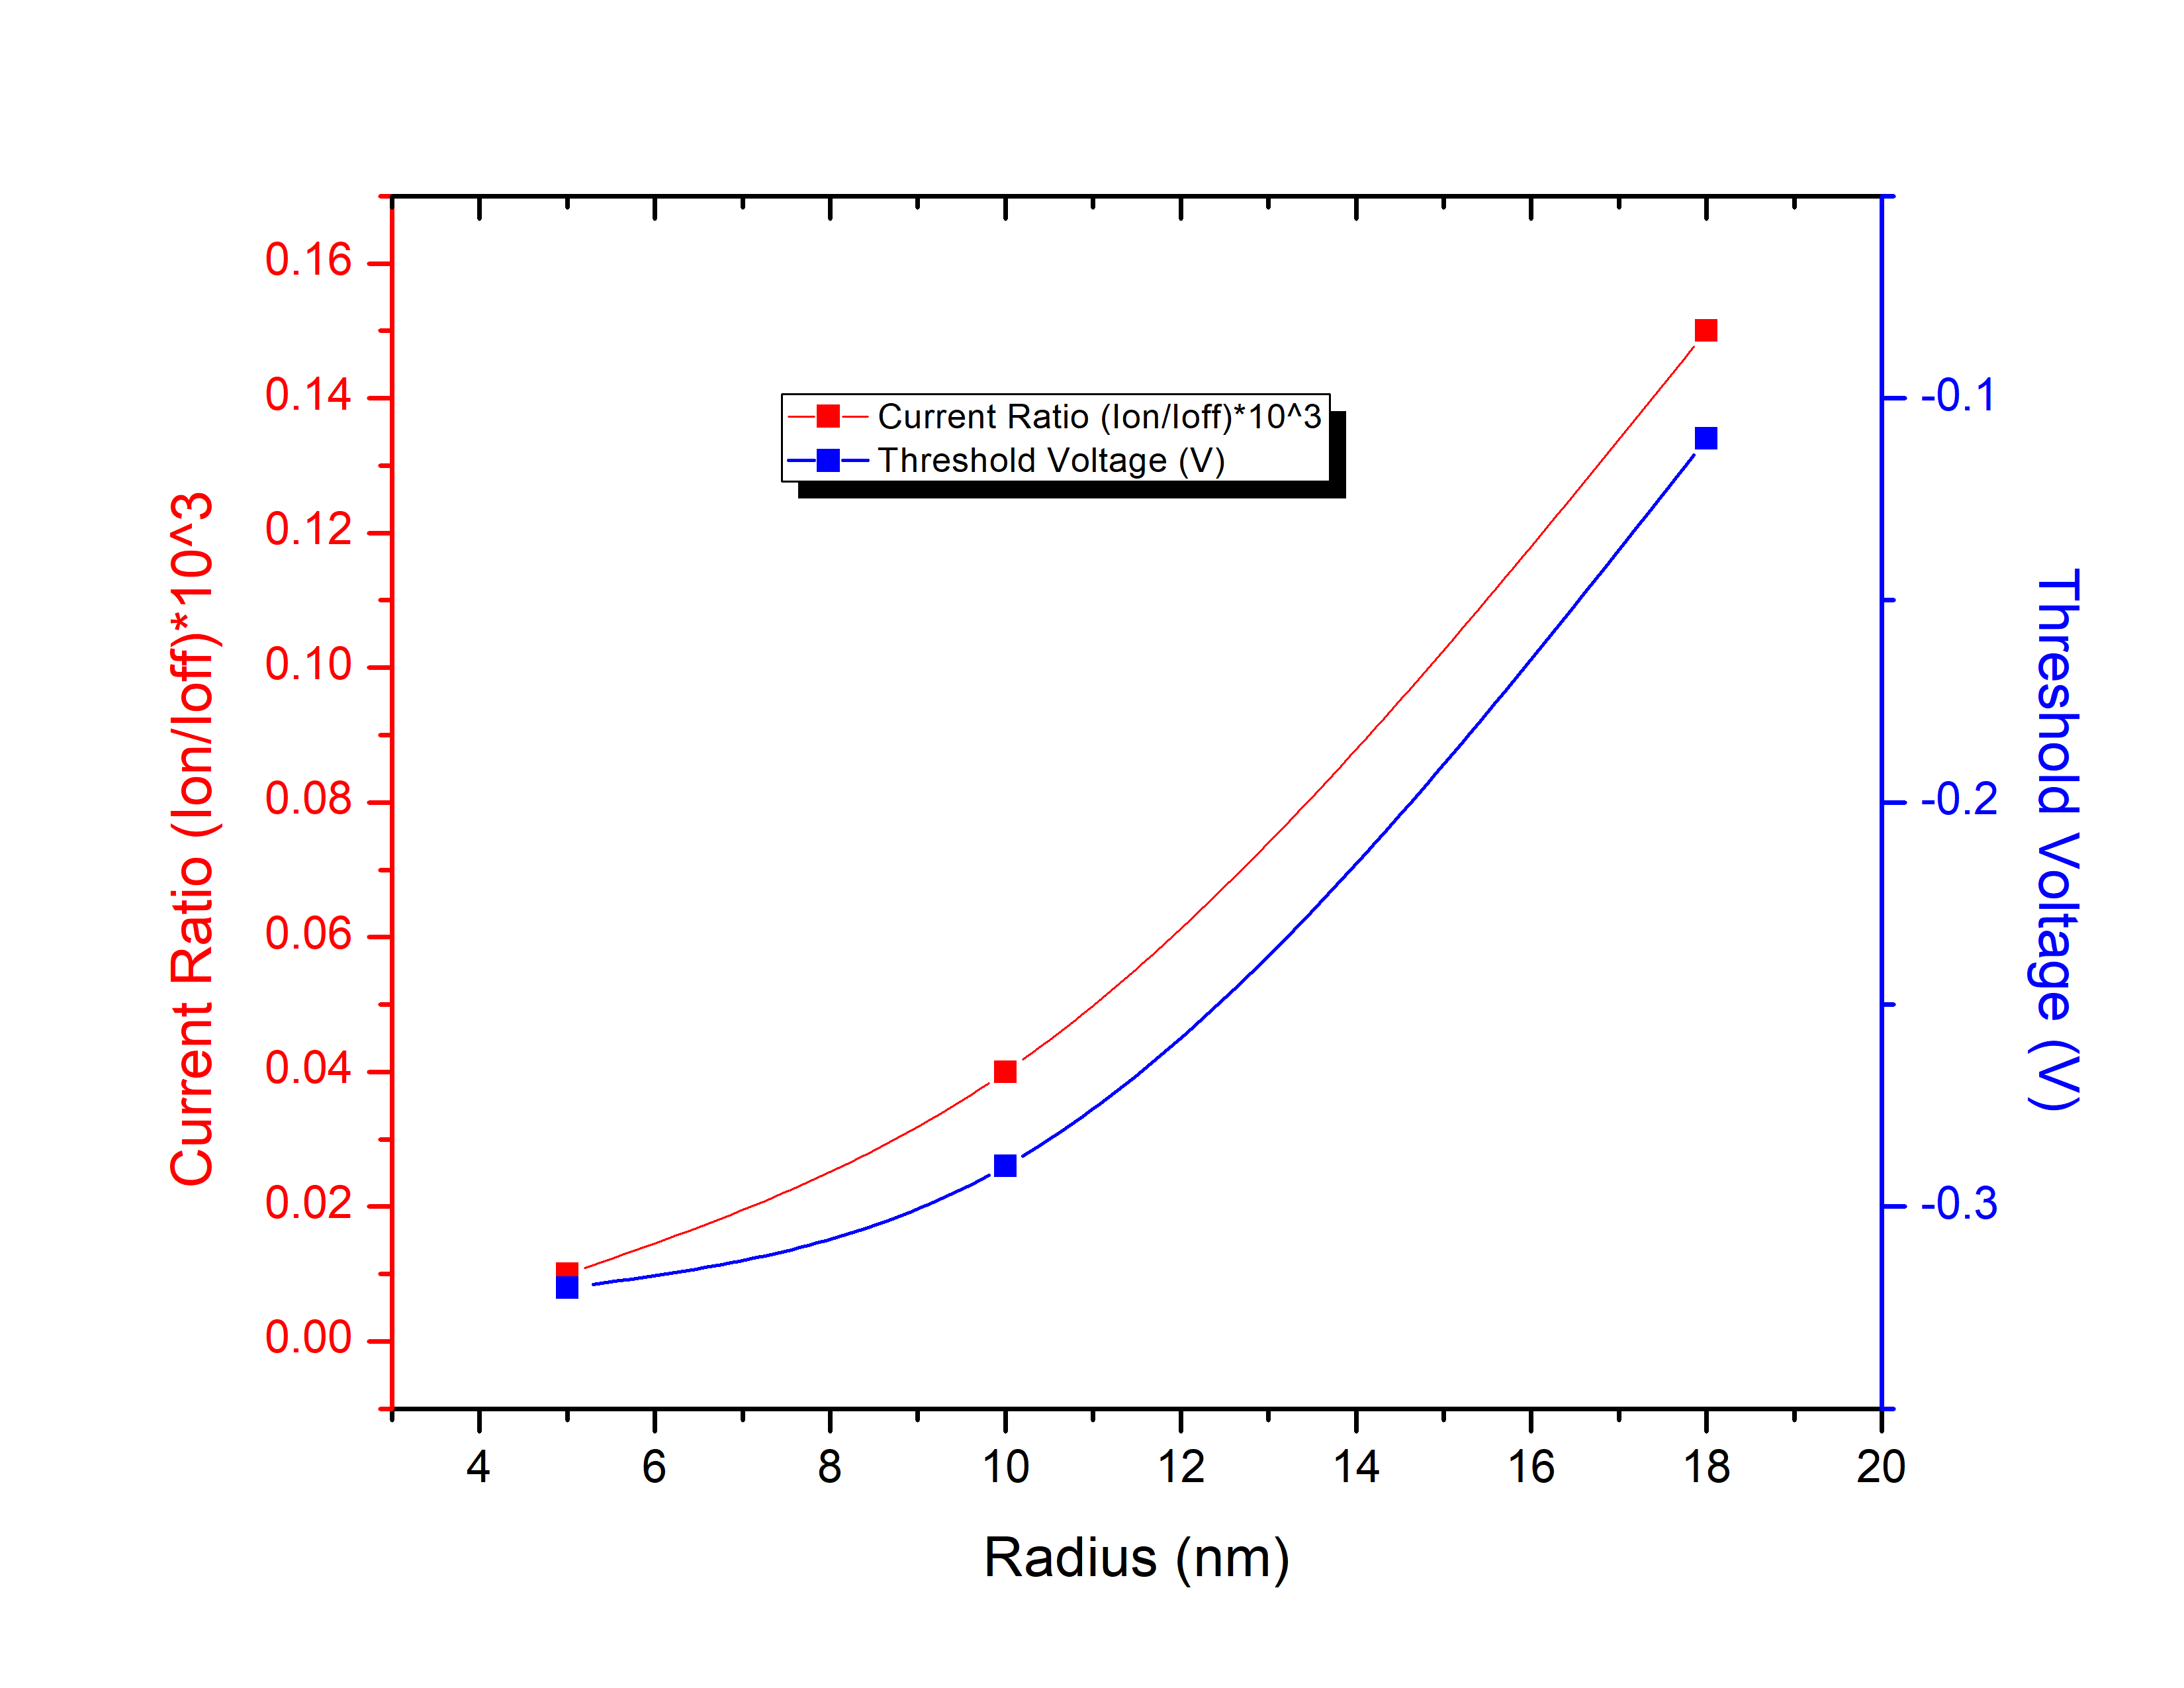 0.16
0.14
0.12
0.10
0.08
0.06
0.04
0.02
0.00
Current Ratio (Ion/Ioff)*10^3
Current Ratio (Ion/Ioff)*10^3
Threshold Voltage (V)
-0.1
-0.2
-0.3
Threshold Voltage (V)
4 6 8 10 12 14 16 18 20
Radius (nm)